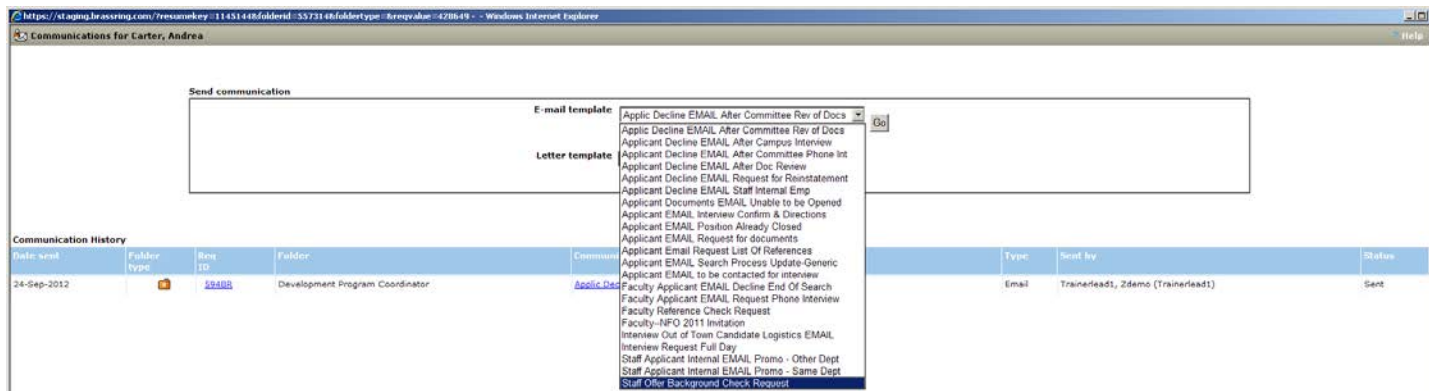 https://staging.brassring.com/?resumekey=1145144&folderid=557314&foldertype=&reqvalue=428649 - - Windows Internet Explorer
Communications for Carter, Andrea
Help
Send communication
E-mail template
Applic Decline EMAIL After Committee Rev of Docs
Go
Letter template
Applic Decline EMAIL After Committee Rev of Docs
Applicant Decline EMAIL After Campus Interview
Applicant Decline EMAIL After Committee Phone Int
Applicant Decline EMAIL After Doc Review
Applicant Decline EMAIL Request for Reinstatement
Applicant Decline EMAIL Staff Internal Emp
Applicant Documents EMAIL Unable to be Opened
Applicant EMAIL Interview Confirm & Directions
Applicant EMAIL Position Already Closed
Applicant EMAIL Request for documents
Applicant Email Request List Of References
Applicant EMAIL Search Process Update-Generic
Applicant EMAIL to be contacted for interview
Faculty Applicant EMAIL Decline End Of Search
Faculty Applicant EMAIL Request Phone Interview
Faculty Reference Check Request
Faculty--NFO 2011 Invitation
Interview Out of Town Candidate Logistics EMAIL
Interview Request Full Day
Staff Applicant Internal EMAIL Promo - Other Dept
Staff Applicant Internal EMAIL Promo - Same Dept
Staff Offer Background Check Request
Communication History
Date sent Folder type Req ID Folder Communi Type Sent by Status
24-Sep-2012 594BR Development Program Coordinator Applic Dec Email Trainerlead1, Zdemo (Trainerlead1) Sent